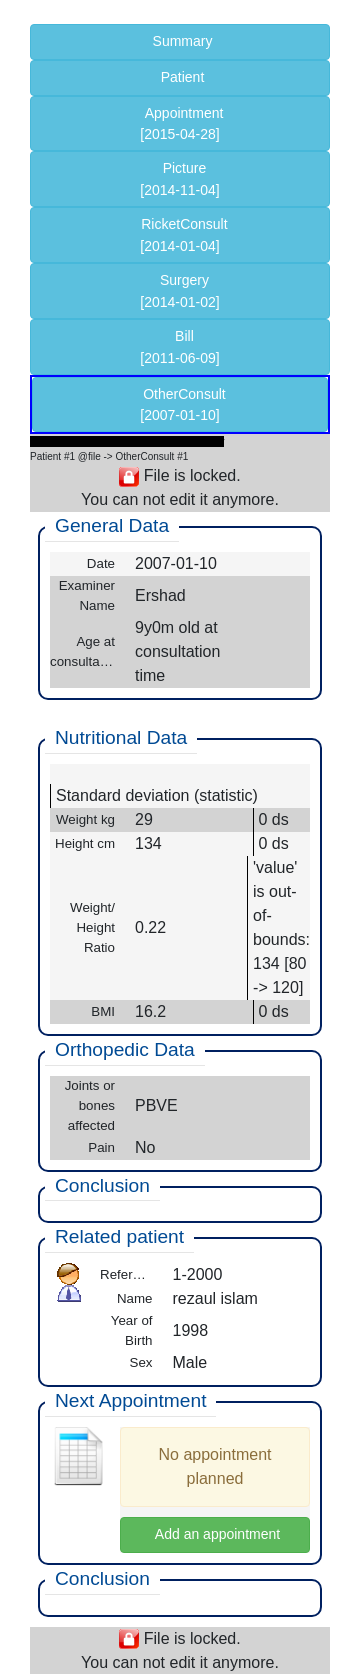 Summary
Patient
Appointment
[2015-04-28]
Picture
[2014-11-04]
RicketConsult
[2014-01-04]
Surgery
[2014-01-02]
Bill
[2011-06-09]
OtherConsult
[2007-01-10]
Patient #1 @file -> OtherConsult #1
File is locked.
You can not edit it anymore.
General Data
Date 2007-01-10
Examiner
Name
Ershad
Age at
consulta…
9y0m old at
consultation
time
Nutritional Data
Standard deviation (statistic)
Weight kg 29 0 ds
Height cm 134 0 ds
Weight/
Height
Ratio
0.22
'value'
is out-
of-
bounds:
134 [80
-> 120]
BMI 16.2 0 ds
Orthopedic Data
Joints or
bones
affected
PBVE
Pain No
Conclusion
Related patient
Refer… 1-2000
Name rezaul islam
Year of
Birth
1998
Sex Male
Next Appointment
No appointment
planned
Add an appointment
Conclusion
File is locked.
You can not edit it anymore.